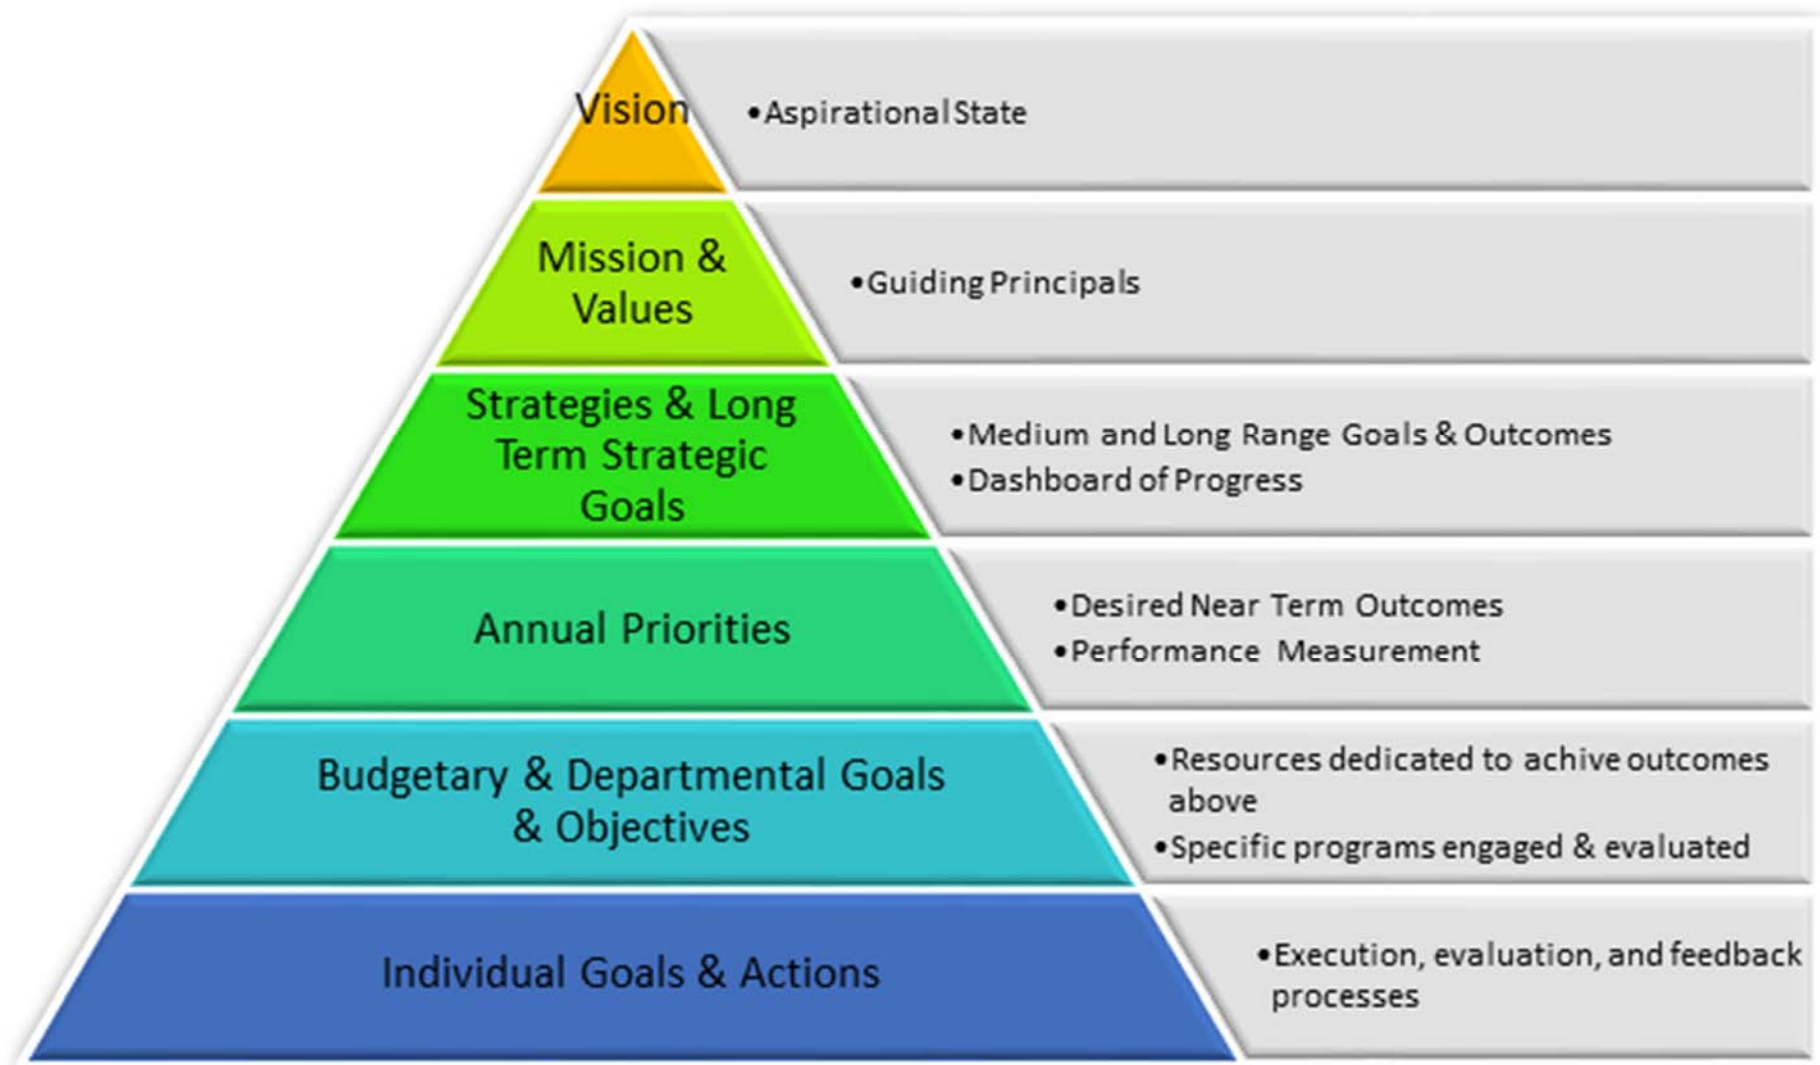 Vision
•Aspirational State
Mission &
Values
•Guiding Principals
Strategies & Long
Term Strategic
Goals
•Medium and Long Range Goals & Outcomes
•Dashboard of Progress
Annual Priorities
•Desired Near Term Outcomes
•Performance Measurement
Budgetary & Departmental Goals
& Objectives
•Resources dedicated to achive outcomes
above
•Specific programs engaged & evaluated
Individual Goals & Actions
•Execution, evaluation, and feedback
processes